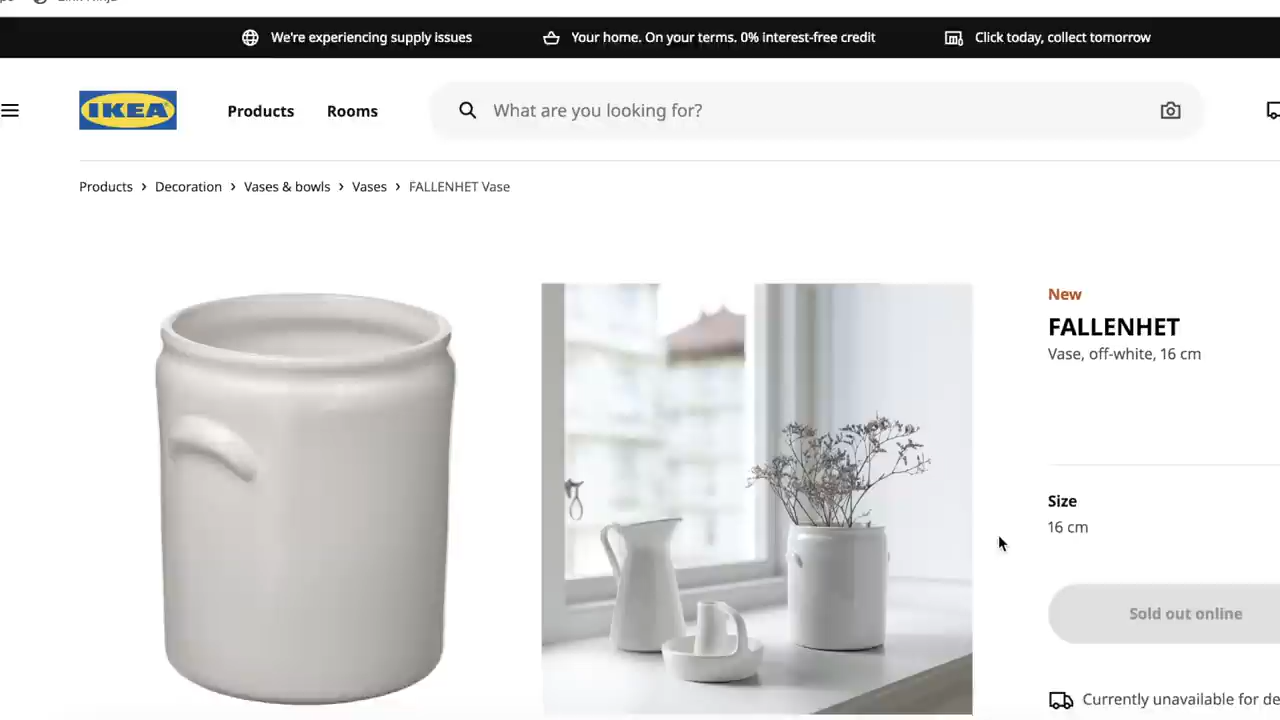 We're experiencing supply issues
Your home. On your terms. 0% interest-free credit
Click today, collect tomorrow
IKEA
Products
Rooms
What are you looking for?
Products > Decoration > Vases & bowls > Vases > FALLENHET Vase
New
FALLENHET
Vase, off-white, 16 cm
Size
16 cm
Sold out online
Currently unavailable for de